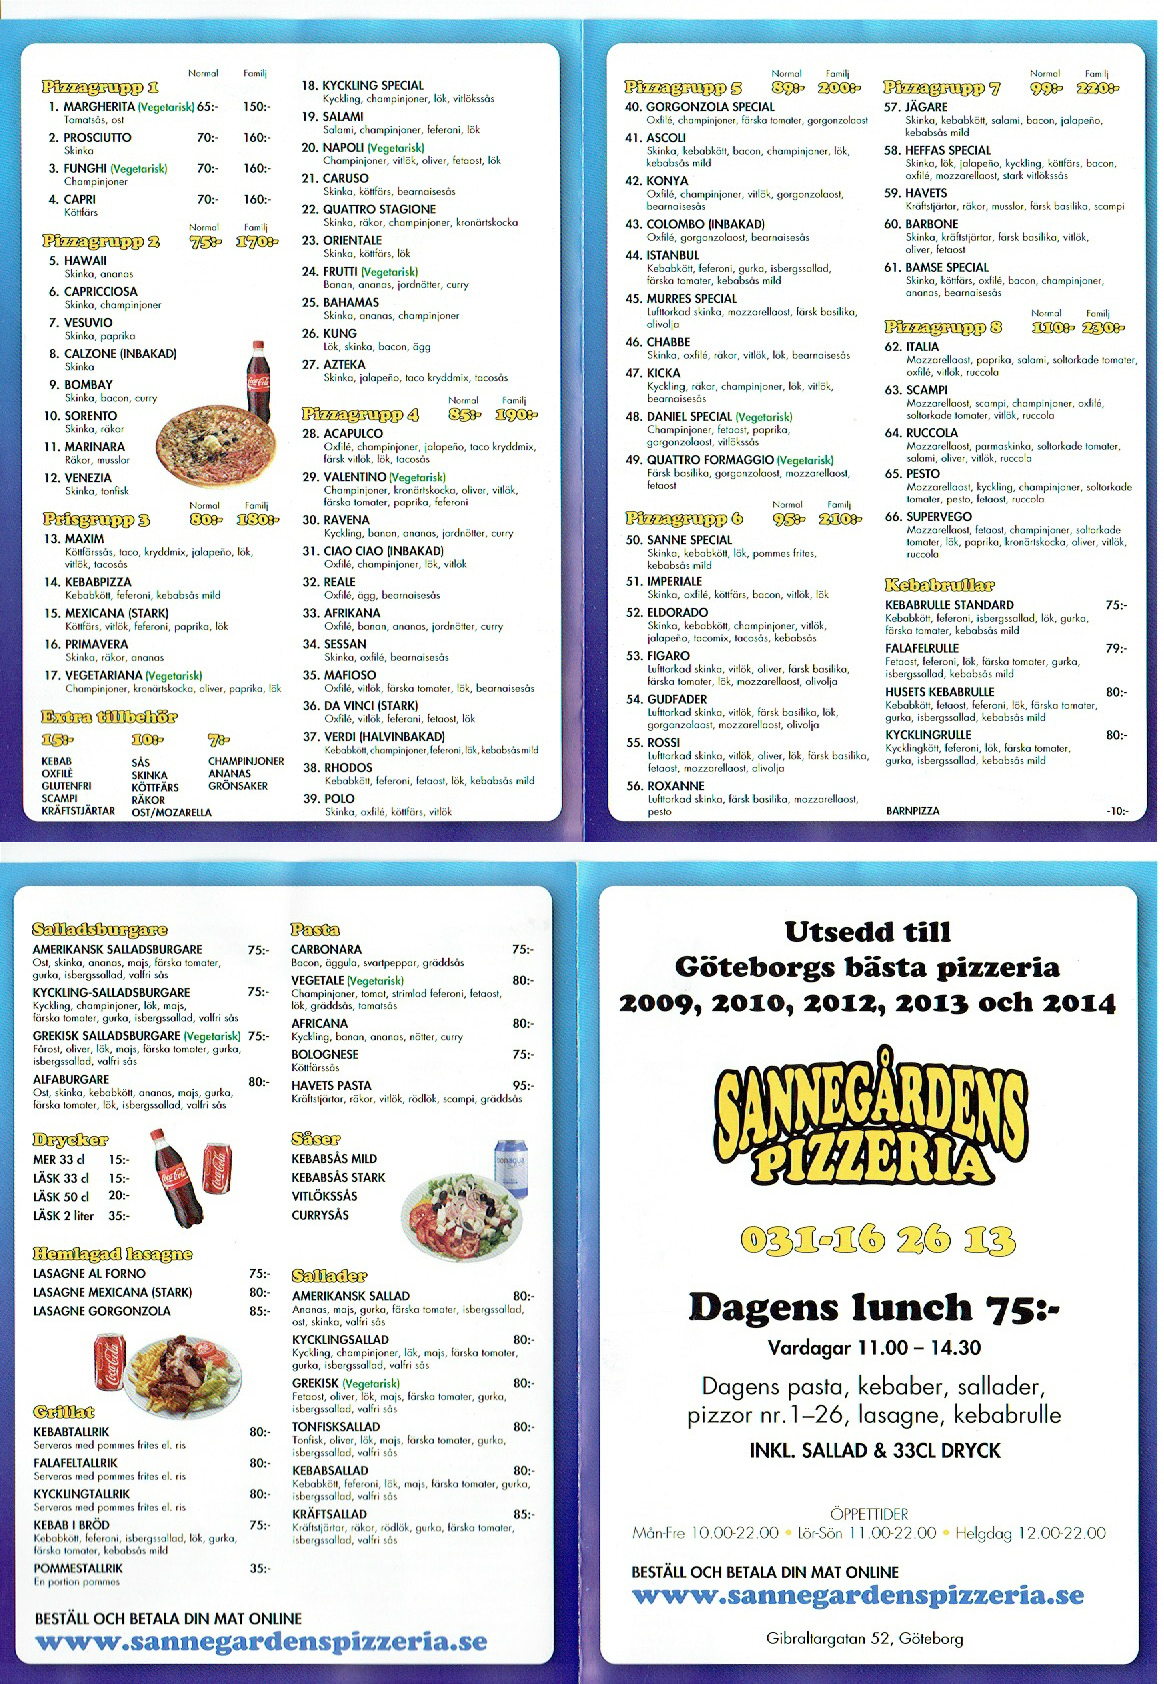 Normal Familj
Pizzagrupp 1
1. MARGHERITA (Vegetarisk) 65:- 150:-
Tomatsås, ost
2. PROSCIUTTO 70:- 160:-
Skinka
3. FUNGHI (Vegetarisk) 70:- 160:-
Champinjoner
4. CAPRI 70:- 160:-
Köttfärs
Normal Familj
Pizzagrupp 2 75:- 170:-
5. HAWAII
Skinka, ananas
6. CAPRICCIOSA
Skinka, champinjoner
7. VESUVIO
Skinka, paprika
8. CALZONE (INBAKAD)
Skinka
9. BOMBAY
Skinka, bacon, curry
10. SORENTO
Skinka, räkor
11. MARINARA
Räkor, musslor
12. VENEZIA
Skinka, tonfisk
Normal Familj
Prisgrupp 3 80:- 180:-
13. MAXIM
Köttfärssås, taco, kryddmix, jalapeño, lök,
vitlök, tacosås
14. KEBABPIZZA
Kebabkött, feferoni, kebabsås mild
15. MEXICANA (STARK)
Köttfärs, vitlök, feferoni, paprika, lök
16. PRIMAVERA
Skinka, räkor, ananas
17. VEGETARIANA (Vegetarisk)
Champinjoner, kronärtskocka, oliver, paprika, lök
Extra tillbehör
15:- 10:- 7:-
KEBAB SÅS CHAMPINJONER
OXFILÉ SKINKA ANANAS
GLUTENFRI KÖTTFÄRS GRÖNSAKER
SCAMPI RÄKOR
KRÄFTSTJÄRTAR OST/MOZARELLA
18. KYCKLING SPECIAL
Kyckling, champinjoner, lök, vitlökssås
19. SALAMI
Salami, champinjoner, feferoni, lök
20. NAPOLI (Vegetarisk)
Champinjoner, vitlök, oliver, fetaost, lök
21. CARUSO
Skinka, köttfärs, bearnaisesås
22. QUATTRO STAGIONE
Skinka, räkor, champinjoner, kronärtskocka
23. ORIENTALE
Skinka, köttfärs, lök
24. FRUTTI (Vegetarisk)
Banan, ananas, jordnötter, curry
25. BAHAMAS
Skinka, ananas, champinjoner
26. KUNG
Lök, skinka, bacon, ägg
27. AZTEKA
Skinka, jalapeño, taco kryddmix, tacosås
Normal Familj
Pizzagrupp 4 85:- 190:-
28. ACAPULCO
Oxfilé, champinjoner, jalapeño, taco kryddmix,
färsk vitlök, lök, tacosås
29. VALENTINO (Vegetarisk)
Champinjoner, kronärtskocka, oliver, vitlök,
färska tomater, paprika, feferoni
30. RAVENA
Kyckling, banan, ananas, jordnötter, curry
31. CIAO CIAO (INBAKAD)
Oxfilé, champinjoner, lök, vitlök
32. REALE
Oxfilé, ägg, bearnaisesås
33. AFRIKANA
Oxfilé, banan, ananas, jordnötter, curry
34. SESSAN
Skinka, oxfilé, bearnaisesås
35. MAFIOSO
Oxfilé, vitlök, färska tomater, lök, bearnaisesås
36. DA VINCI (STARK)
Oxfilé, vitlök, feferoni, fetaost, lök
37. VERDI (HALVINBAKAD)
Kebabkött, champinjoner, feferoni, lök, kebabsås mild
38. RHODOS
Kebabkött, feferoni, fetaost, lök, kebabsås mild
39. POLO
Skinka, oxfilé, köttfärs, vitlök
Normal Familj
Pizzagrupp 5 89:- 200:-
40. GORGONZOLA SPECIAL
Oxfilé, champinjoner, färska tomater, gorgonzolaost
41. ASCOLI
Skinka, kebabkött, bacon, champinjoner, lök,
kebabsås mild
42. KONYA
Oxfilé, champinjoner, vitlök, gorgonzolaost,
bearnaisesås
43. COLOMBO (INBAKAD)
Oxfilé, gorgonzolaost, bearnaisesås
44. ISTANBUL
Kebabkött, feferoni, gurka, isbergssallad,
färska tomater, kebabsås mild
45. MURRES SPECIAL
Lufttorkad skinka, mozzarellaost, färsk basilika,
olivolja
46. CHABBE
Skinka, oxfilé, räkor, vitlök, lök, bearnaisesås
47. KICKA
Kyckling, räkor, champinjoner, lök, vitlök,
bearnaisesås
48. DANIEL SPECIAL (Vegetarisk)
Champinjoner, fetaost, paprika,
gorgonzolaost, vitlökssås
49. QUATTRO FORMAGGIO (Vegetarisk)
Färsk basilika, gorgonzolaost, mozzarellaost,
fetaost
Normal Familj
Pizzagrupp 6 95:- 210:-
50. SANNE SPECIAL
Skinka, kebabkött, lök, pommes frites,
kebabsås mild
51. IMPERIALE
Skinka, oxfilé, köttfärs, bacon, vitlök, lök
52. ELDORADO
Skinka, kebabkött, champinjoner, vitlök,
jalapeño, tacomix, tacosås, kebabsås
53. FIGARO
Lufttorkad skinka, vitlök, oliver, färsk basilika,
färska tomater, lök, mozzarellaost, olivolja
54. GUDFADER
Lufttorkad skinka, vitlök, färsk basilika, lök,
gorgonzolaost, mozzarellaost, olivolja
55. ROSSI
Lufttorkad skinka, vitlök, oliver, lök, färsk basilika,
fetaost, mozzarellaost, olivolja
56. ROXANNE
Lufttorkad skinka, färsk basilika, mozzarellaost,
pesto
Normal Familj
Pizzagrupp 7 99:- 220:-
57. JÄGARE
Skinka, kebabkött, salami, bacon, jalapeño,
kebabsås mild
58. HEFFAS SPECIAL
Skinka, lök, jalapeño, kyckling, köttfärs, bacon,
oxfilé, mozzarellaost, stark vitlökssås
59. HAVETS
Kräftstjärtar, räkor, musslor, färsk basilika, scampi
60. BARBONE
Skinka, kräftstjärtar, färsk basilika, vitlök,
oliver, fetaost
61. BAMSE SPECIAL
Skinka, köttfärs, oxfilé, bacon, champinjoner,
ananas, bearnaisesås
Normal Familj
Pizzagrupp 8 110:- 230:-
62. ITALIA
Mozzarellaost, paprika, salami, soltorkade tomater,
oxfilé, vitlök, ruccola
63. SCAMPI
Mozzarellaost, scampi, champinjoner, oxfilé,
soltorkade tomater, vitlök, ruccola
64. RUCCOLA
Mozzarellaost, parmaskinka, soltorkade tomater,
salami, oliver, vitlök, ruccola
65. PESTO
Mozzarellaost, kyckling, champinjoner, soltorkade
tomater, pesto, fetaost, ruccola
66. SUPERVEGO
Mozzarellaost, fetaost, champinjoner, soltorkade
tomater, lök, paprika, kronärtskocka, oliver, vitlök,
ruccola
Kebabrullar
KEBABRULLE STANDARD 75:-
Kebabkött, feferoni, isbergssallad, lök, gurka,
färska tomater, kebabsås mild
FALAFELRULLE 79:-
Fetaost, feferoni, lök, färska tomater, gurka,
isbergssallad, kebabsås mild
HUSETS KEBABRULLE 80:-
Kebabkött, fetaost, feferoni, lök, färska tomater,
gurka, isbergssallad, kebabsås mild
KYCKLINGRULLE 80:-
Kycklingkött, feferoni, lök, färska tomater,
gurka, isbergssallad, kebabsås mild
BARNPIZZA -10:-
Salladsburgare
AMERIKANSK SALLADSBURGARE 75:-
Ost, skinka, ananas, majs, färska tomater,
gurka, isbergssallad, valfri sås
KYCKLING-SALLADSBURGARE 75:-
Kyckling, champinjoner, lök, majs,
färska tomater, gurka, isbergssallad, valfri sås
GREKISK SALLADSBURGARE (Vegetarisk) 75:-
Fårost, oliver, lök, majs, färska tomater, gurka,
isbergssallad, valfri sås
ALFABURGARE 80:-
Ost, skinka, kebabkött, ananas, majs, gurka,
färska tomater, lök, isbergssallad, valfri sås
Drycker
MER 33 cl 15:-
LÄSK 33 cl 15:-
LÄSK 50 cl 20:-
LÄSK 2 liter 35:-
Coca-Cola
Coca-Cola
Hemlagad lasagne
LASAGNE AL FORNO 75:-
LASAGNE MEXICANA (STARK) 80:-
LASAGNE GORGONZOLA 85:-
Coca-Cola
Grillat
KEBABTALLRIK 80:-
Serveras med pommes frites el. ris
FALAFELTALLRIK 80:-
Serveras med pommes frites el. ris
KYCKLINGTALLRIK 80:-
Serveras med pommes frites el. ris
KEBAB I BRÖD 75:-
Kebabkött, feferoni, isbergssallad, lök, gurka,
färska tomater, kebabsås mild
POMMESTALLRIK 35:-
En portion pommes
BESTÄLL OCH BETALA DIN MAT ONLINE
www.sannegardenspizzeria.se
Pasta
CARBONARA 75:-
Bacon, äggula, svartpeppar, gräddsås
VEGETALE (Vegetarisk) 80:-
Champinjoner, tomat, strimlad feferoni, fetaost,
lök, gräddsås, tomatsås
AFRICANA 80:-
Kyckling, banan, ananas, nötter, curry
BOLOGNESE 75:-
Köttfärssås
HAVETS PASTA 95:-
Kräftstjärtar, räkor, vitlök, rödlök, scampi, gräddsås
Såser
KEBABSÅS MILD
KEBABSÅS STARK
VITLÖKSSÅS
CURRYSÅS
bonaqua
Sallader
AMERIKANSK SALLAD 80:-
Ananas, majs, gurka, färska tomater, isbergssallad,
ost, skinka, valfri sås
KYCKLINGSALLAD 80:-
Kyckling, champinjoner, lök, majs, färska tomater,
gurka, isbergssallad, valfri sås
GREKISK (Vegetarisk) 80:-
Fetaost, oliver, lök, majs, färska tomater, gurka,
isbergssallad, valfri sås
TONFISKSALLAD 80:-
Tonfisk, oliver, lök, majs, färska tomater, gurka,
isbergssallad, valfri sås
KEBABSALLAD 80:-
Kebabkött, feferoni, lök, majs, färska tomater, gurka,
isbergssallad, valfri sås
KRÄFTSALLAD 85:-
Kräftstjärtar, räkor, rödlök, gurka, färska tomater,
isbergssallad, valfri sås
Utsedd till
Göteborgs bästa pizzeria
2009, 2010, 2012, 2013 och 2014
SANNEGÅRDENS
PIZZERIA
031-16 26 13
Dagens lunch 75:-
Vardagar 11.00 – 14.30
Dagens pasta, kebaber, sallader,
pizzor nr.1–26, lasagne, kebabrulle
INKL. SALLAD & 33CL DRYCK
ÖPPETTIDER
Mån-Fre 10.00-22.00 • Lör-Sön 11.00-22.00 • Helgdag 12.00-22.00
BESTÄLL OCH BETALA DIN MAT ONLINE
www.sannegardenspizzeria.se
Gibraltargatan 52, Göteborg